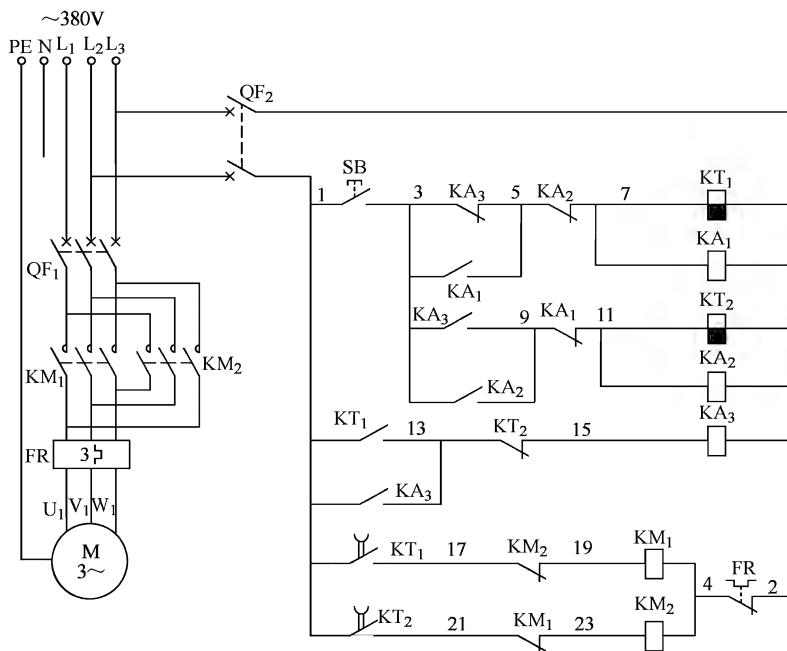 ～380V
PE N L₁ L₂ L₃
QF₂
SB
1 3 KA₃ 5 KA₂ 7 KT₁
KA₁
KA₁
QF₁
KA₃ 9 KA₁ 11 KT₂
KM₁ KM₂
KA₂ KA₂
KT₁ 13 KT₂ 15 KA₃
FR 3
KA₃
U₁ V₁ W₁
M
3～
KT₁ 17 KM₂ 19 KM₁
4 FR 2
KT₂ 21 KM₁ 23 KM₂